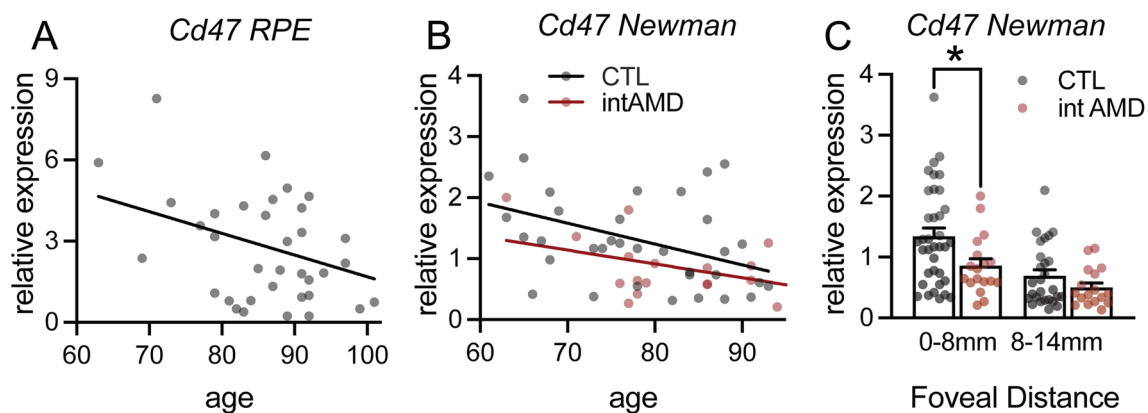 A
Cd47 RPE
relative expression
9
6
3
0
60
70
80
90
100
age
B
Cd47 Newman
CTL
intAMD
relative expression
4
3
2
1
0
60
70
80
90
age
C
Cd47 Newman
*
CTL
int AMD
relative expression
4
3
2
1
0
0-8mm 8-14mm
Foveal Distance